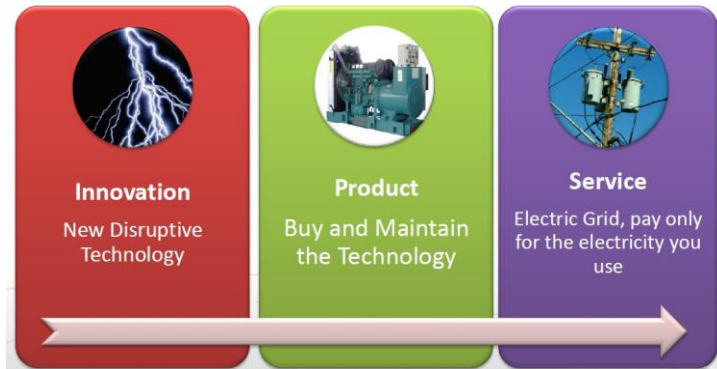 Innovation
New Disruptive
Technology
Product
Buy and Maintain
the Technology
Service
Electric Grid, pay only
for the electricity you
use